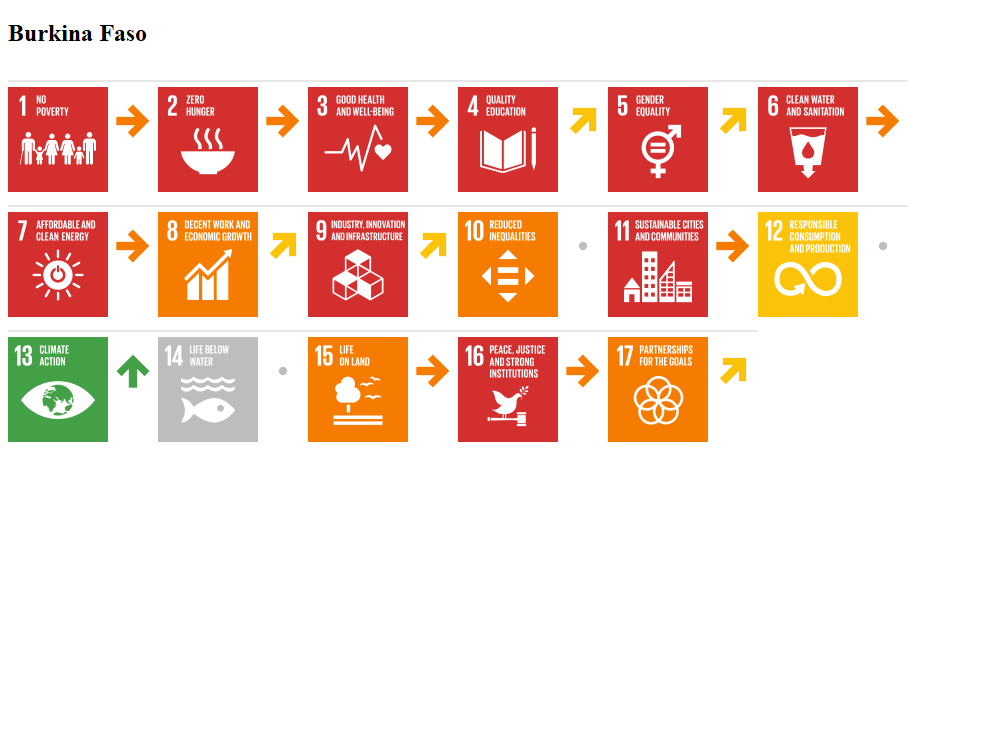 Burkina Faso
1 NO
POVERTY
2 ZERO
HUNGER
3 GOOD HEALTH
AND WELL-BEING
4 QUALITY
EDUCATION
5 GENDER
EQUALITY
6 CLEAN WATER
AND SANITATION
7 AFFORDABLE AND
CLEAN ENERGY
8 DECENT WORK AND
ECONOMIC GROWTH
9 INDUSTRY, INNOVATION
AND INFRASTRUCTURE
10 REDUCED
INEQUALITIES
11 SUSTAINABLE CITIES
AND COMMUNITIES
12 RESPONSIBLE
CONSUMPTION
AND PRODUCTION
13 CLIMATE
ACTION
14 LIFE BELOW
WATER
15 LIFE
ON LAND
16 PEACE, JUSTICE
AND STRONG
INSTITUTIONS
17 PARTNERSHIPS
FOR THE GOALS